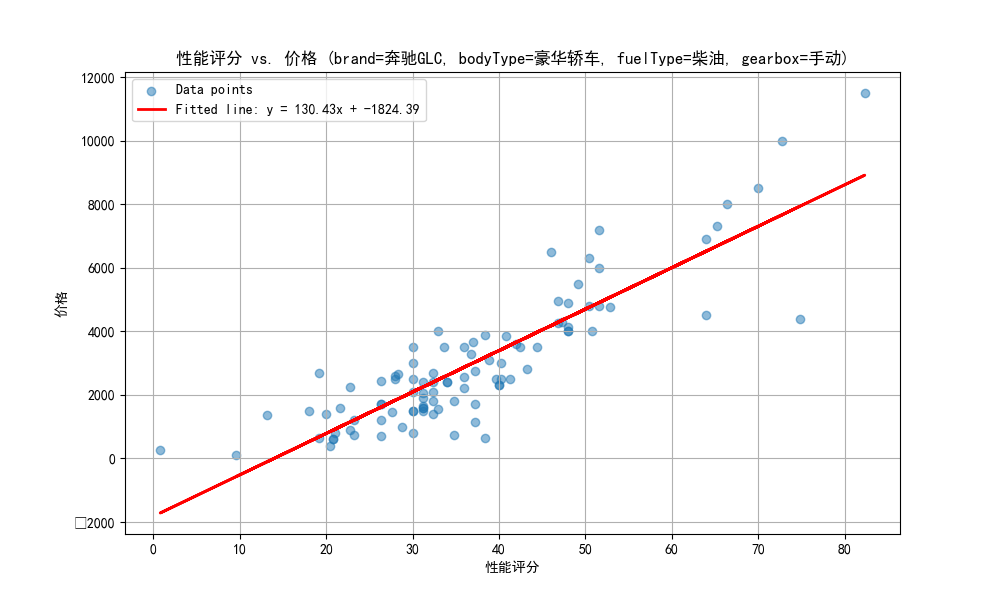 性能评分 vs. 价格 (brand=奔驰GLC, bodyType=豪华轿车, fuelType=柴油, gearbox=手动)
Data points
Fitted line: y = 130.43x + -1824.39
价格
12000
10000
8000
6000
4000
2000
0
□2000
0 10 20 30 40 50 60 70 80
性能评分